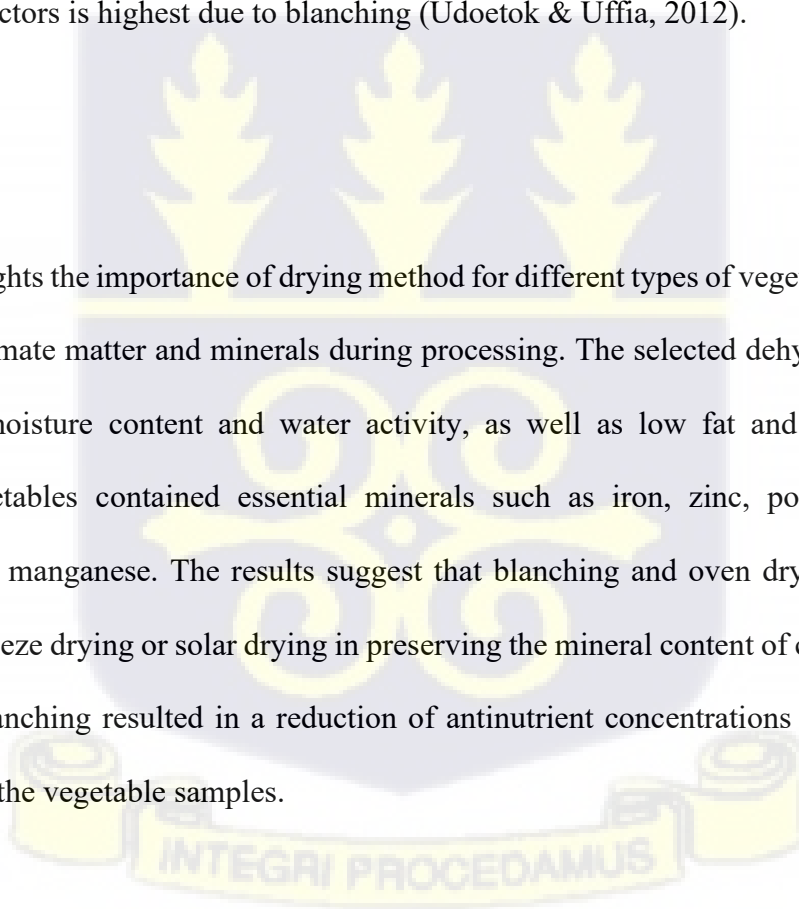 ctors is highest due to blanching (Udoetok & Uffia, 2012).
ghts the importance of drying method for different types of vege
mate matter and minerals during processing. The selected dehy
moisture content and water activity, as well as low fat and
etables contained essential minerals such as iron, zinc, po
manganese. The results suggest that blanching and oven dry
eze drying or solar drying in preserving the mineral content of
anching resulted in a reduction of antinutrient concentrations
the vegetable samples.
INTEGRI PROCEDAMUS